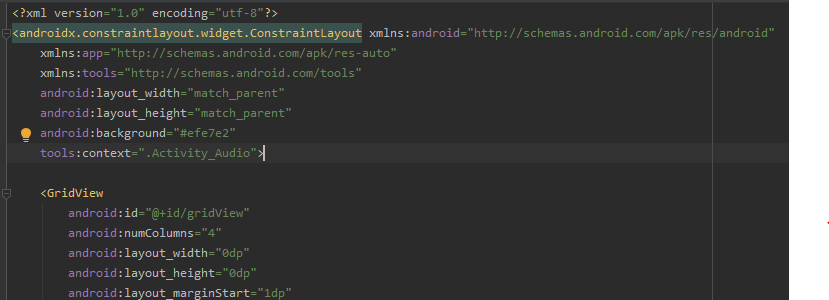 <?xml version="1.0" encoding="utf-8"?>
<androidx.constraintlayout.widget.ConstraintLayout xmlns:android="http://schemas.android.com/apk/res/android"
xmlns:app="http://schemas.android.com/apk/res-auto"
xmlns:tools="http://schemas.android.com/tools"
android:layout_width="match_parent"
android:layout_height="match_parent"
android:background="#efe7e2"
tools:context=".Activity_Audio">
<GridView
android:id="@+id/gridView"
android:numColumns="4"
android:layout_width="0dp"
android:layout_height="0dp"
android:layout_marginStart="1dp"